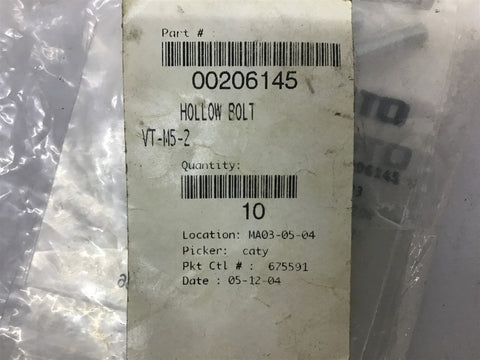 Part # :
00206145
HOLLOW BOLT
VT-M5-2
Quantity:
10
Location: MA03-05-04
Picker: caty
Pkt Ctl # : 675591
Date : 05-12-04